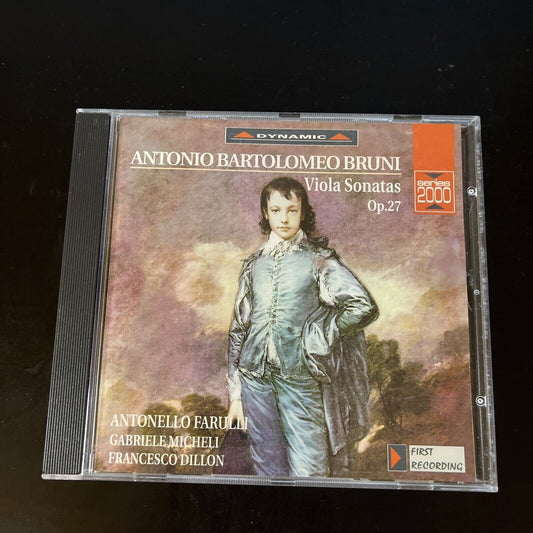 DYNAMIC
ANTONIO BARTOLOMEO BRUNI
Viola Sonatas
Op.27
series
2000
ANTONELLO FARULLI
GABRIELE MICHELI
FRANCESCO DILLON
FIRST
RECORDING